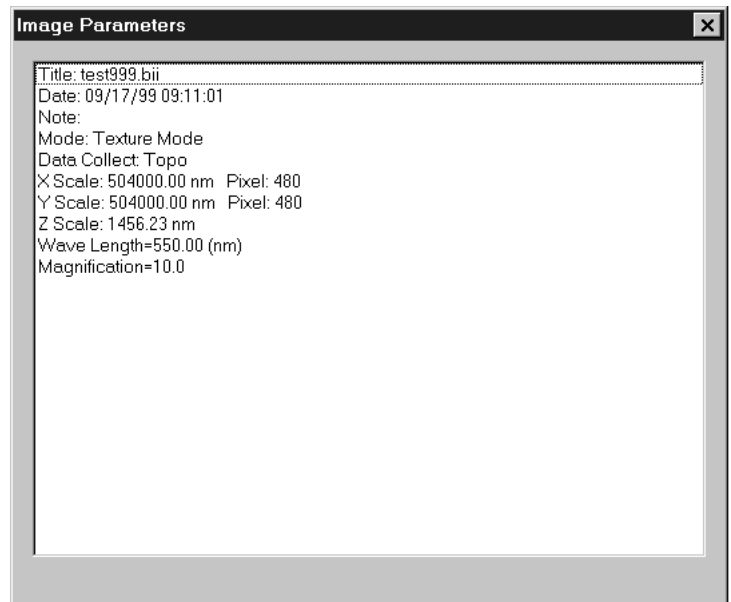 Image Parameters
Title: test999.bii
Date: 09/17/99 09:11:01
Note:
Mode: Texture Mode
Data Collect: Topo
X Scale: 504000.00 nm   Pixel: 480
Y Scale: 504000.00 nm   Pixel: 480
Z Scale: 1456.23 nm
Wave Length=550.00 (nm)
Magnification=10.0